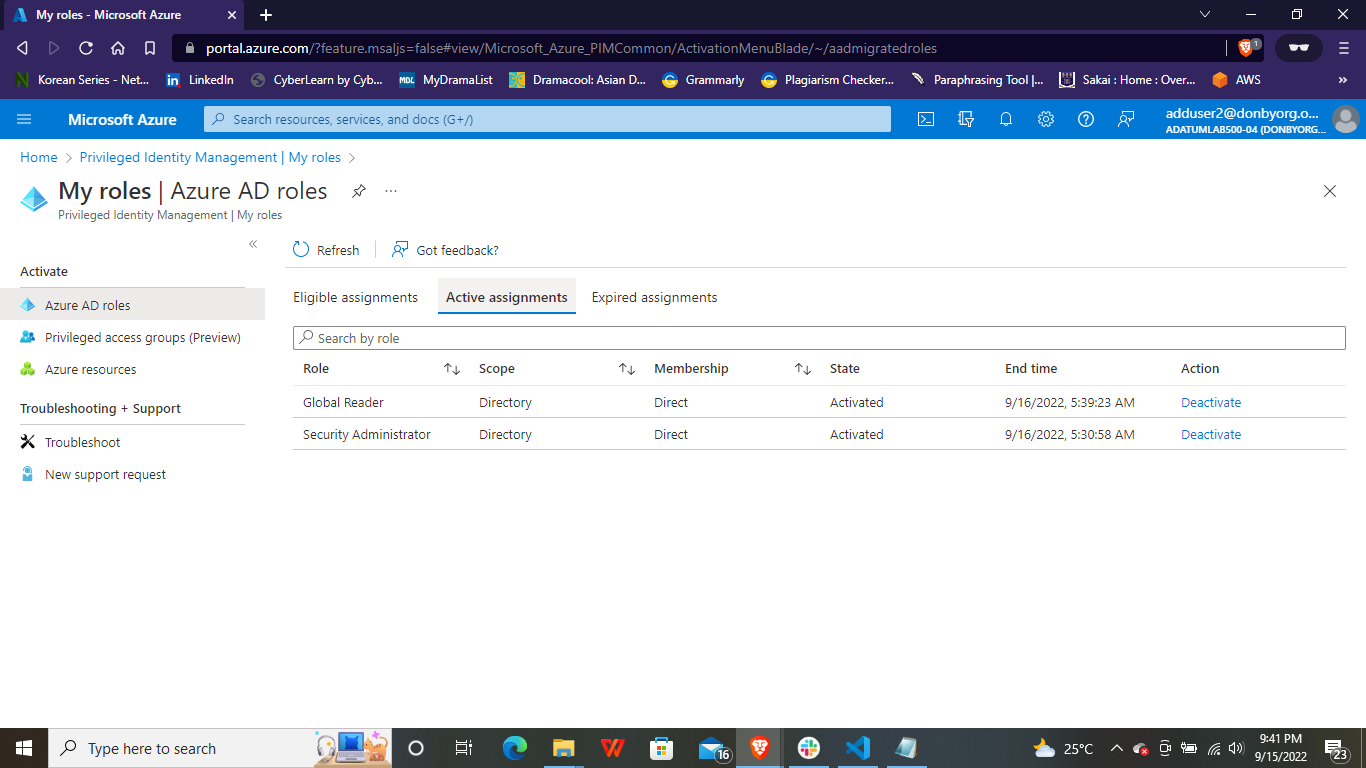 My roles - Microsoft Azure
portal.azure.com/?feature.msaljs=false#view/Microsoft_Azure_PIMCommon/ActivationMenuBlade/~/aadmigratedroles
1
Korean Series - Net... LinkedIn CyberLearn by Cyb... MDL MyDramaList Dramacool: Asian D... Grammarly Plagiarism Checker... Paraphrasing Tool |... Sakai : Home : Over... AWS »
Microsoft Azure
Search resources, services, and docs (G+/)
adduser2@donbyorg.o...
ADATUMLAB500-04 (DONBYORG....
Home > Privileged Identity Management | My roles >
My roles | Azure AD roles
Privileged Identity Management | My roles
«
Activate
Azure AD roles
Privileged access groups (Preview)
Azure resources
Troubleshooting + Support
Troubleshoot
New support request
Refresh Got feedback?
Eligible assignments Active assignments Expired assignments
Search by role
Role Scope Membership State End time Action
Global Reader Directory Direct Activated 9/16/2022, 5:39:23 AM Deactivate
Security Administrator Directory Direct Activated 9/16/2022, 5:30:58 AM Deactivate
Type here to search
16
25°C
9:41 PM
9/15/2022
23